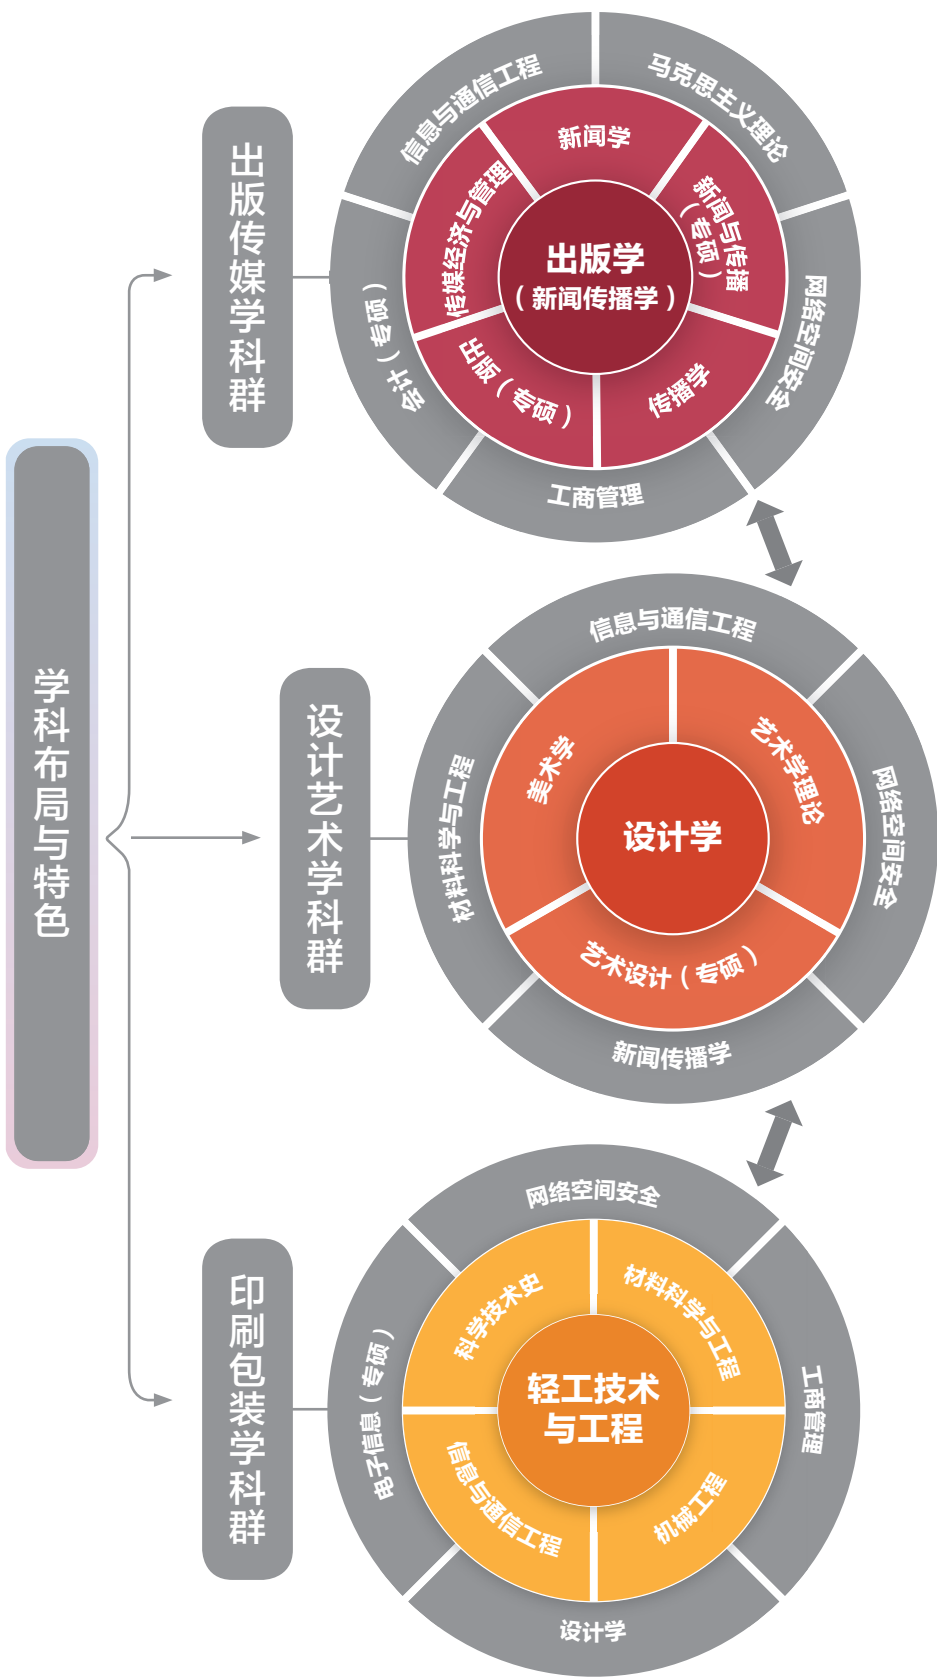 学科布局与特色
出版传媒学科群
出版学
（新闻传播学）
新闻学
新闻与传播
（专硕）
传播学
出版（专硕）
传媒经济与管理
信息与通信工程
马克思主义理论
网络空间安全
工商管理
会计（专硕）
设计艺术学科群
设计学
美术学
艺术学理论
艺术设计（专硕）
信息与通信工程
网络空间安全
新闻传播学
材料科学与工程
印刷包装学科群
轻工技术
与工程
科学技术史
材料科学与工程
机械工程
信息与通信工程
网络空间安全
工商管理
设计学
电子信息（专硕）